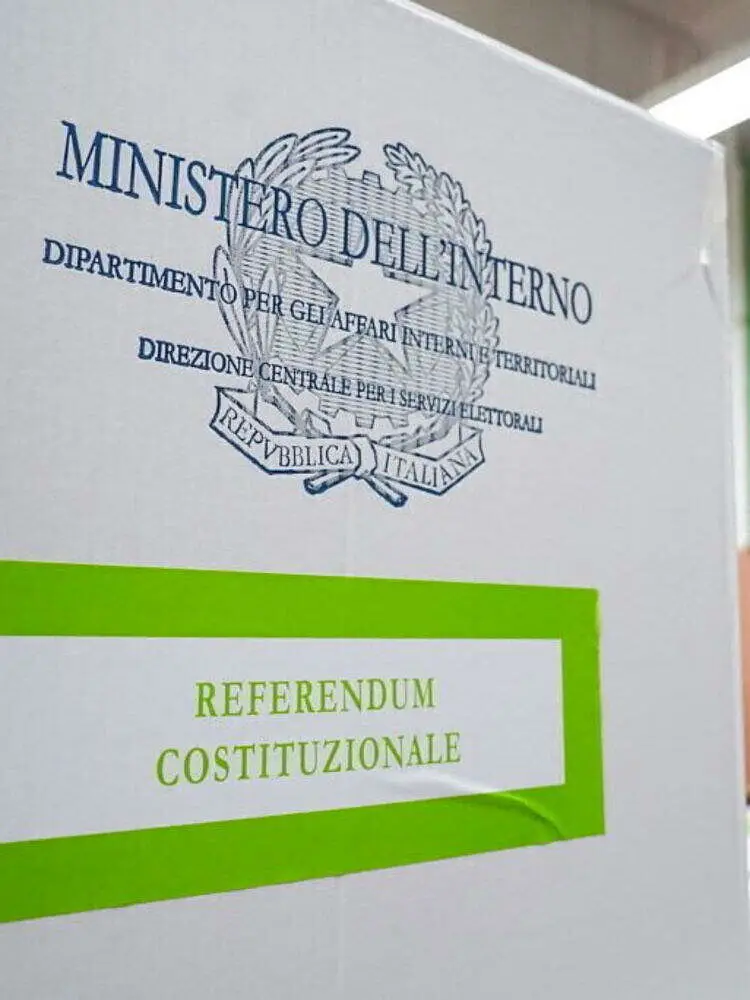 MINISTERO DELL'INTERNO
DIPARTIMENTO PER GLI AFFARI INTERNI E TERRITORIALI
DIREZIONE CENTRALE PER I SERVIZI ELETTORALI
REPVBBLICA ITALIANA
REFERENDUM
COSTITUZIONALE